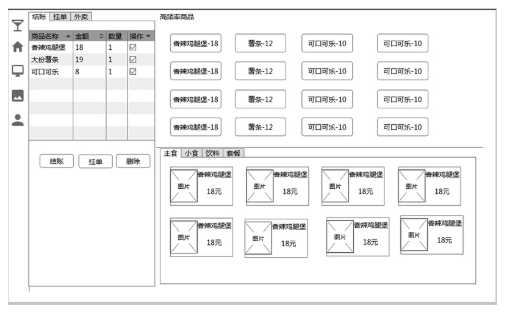 结账 挂单 外卖
商品名称 金额 数量 操作
香辣鸡腿堡 18 1
大份薯条 19 1
可口可乐 8 1
结账 挂单 删除
高频率商品
香辣鸡腿堡-18 薯条-12 可口可乐-10 可口可乐-10
香辣鸡腿堡-18 薯条-12 可口可乐-10 可口可乐-10
香辣鸡腿堡-18 薯条-12 可口可乐-10 可口可乐-10
香辣鸡腿堡-18 薯条-12 可口可乐-10 可口可乐-10
主食 小食 饮料 套餐
香辣鸡腿堡 香辣鸡腿堡 香辣鸡腿堡 香辣鸡腿堡
图片 18元 图片 18元 图片 18元 图片 18元
香辣鸡腿堡 香辣鸡腿堡 香辣鸡腿堡 香辣鸡腿堡
图片 18元 图片 18元 图片 18元 图片 18元